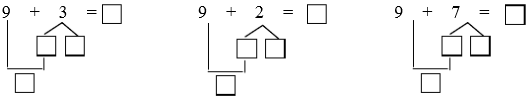 9 + 3 = □ 9 + 2 = □ 9 + 7 = □